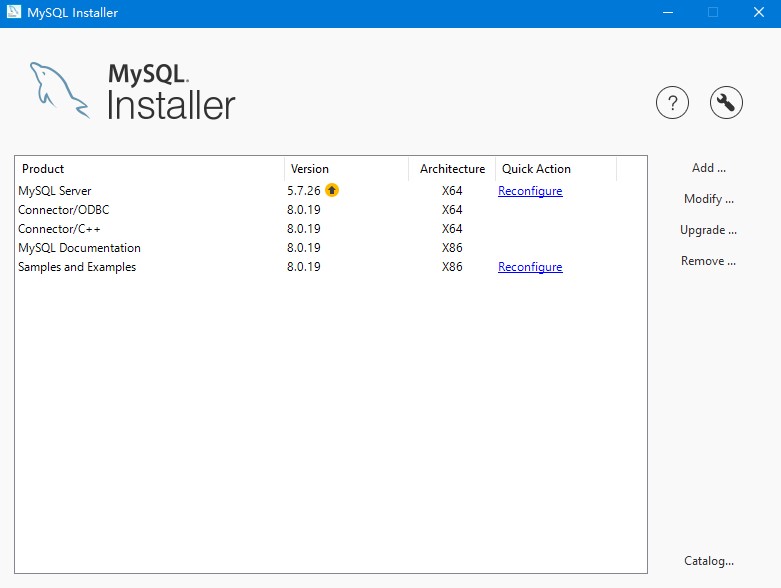 MySQL Installer
MySQL.
Installer
?
Product Version Architecture Quick Action
MySQL Server 5.7.26 X64 Reconfigure
Connector/ODBC 8.0.19 X64
Connector/C++ 8.0.19 X64
MySQL Documentation 8.0.19 X86
Samples and Examples 8.0.19 X86 Reconfigure
Add ...
Modify ...
Upgrade ...
Remove ...
Catalog...